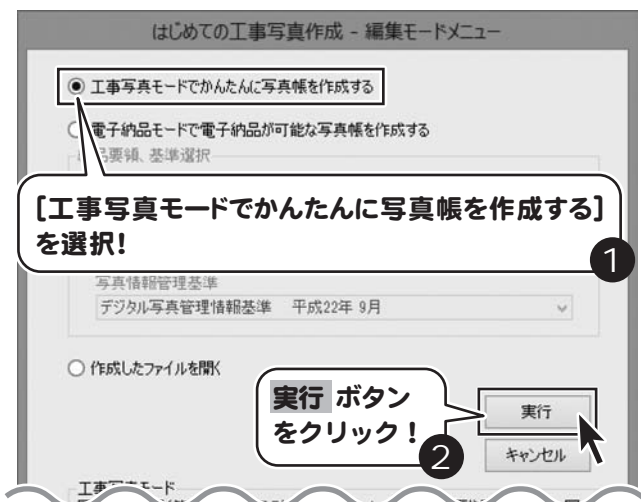 はじめての工事写真作成 - 編集モードメニュー
工事写真モードでかんたんに写真帳を作成する
電子納品モードで電子納品が可能な写真帳を作成する
品要領、基準選択
[工事写真モードでかんたんに写真帳を作成する]
を選択!
1
写真情報管理基準
デジタル写真管理情報基準 平成22年 9月
作成したファイルを開く
実行 ボタン
をクリック!
2
実行
キャンセル
工事写真モード